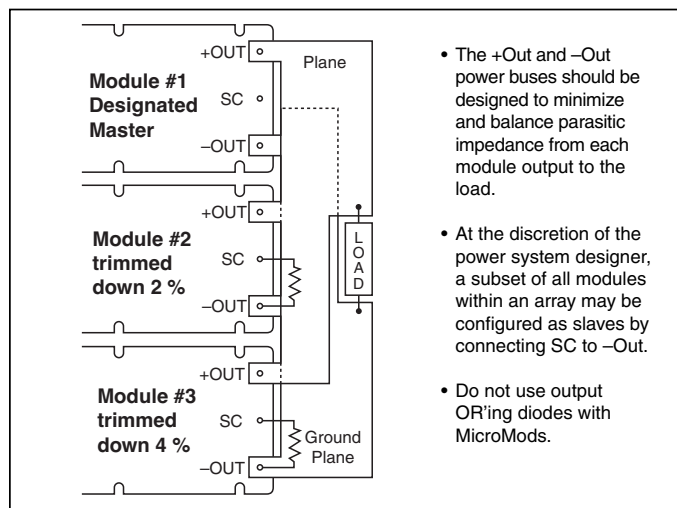 +OUT
Plane
Module #1
Designated
Master
SC
–OUT
+OUT
Module #2
trimmed
down 2 %
SC
–OUT
LOAD
+OUT
Module #3
trimmed
down 4 %
SC
Ground
Plane
–OUT
• The +Out and –Out
power buses should be
designed to minimize
and balance parasitic
impedance from each
module output to the
load.
• At the discretion of the
power system designer,
a subset of all modules
within an array may be
configured as slaves by
connecting SC to –Out.
• Do not use output
OR'ing diodes with
MicroMods.